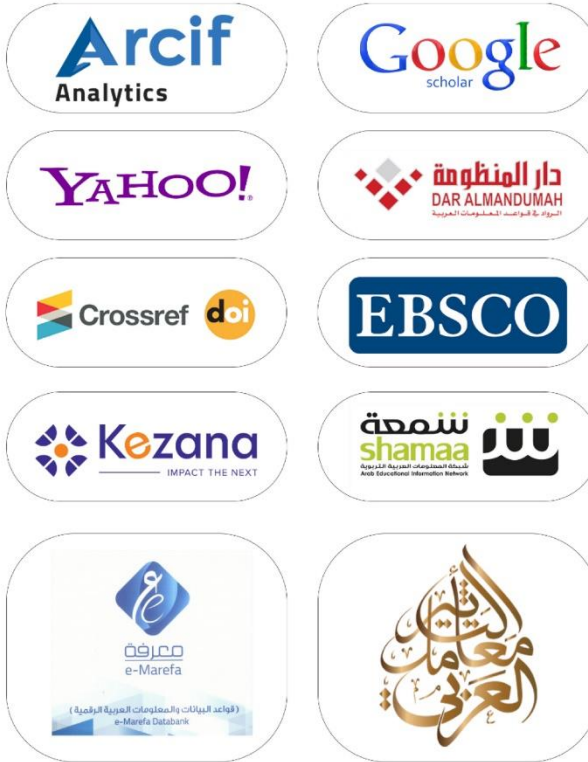 Arcif
Analytics
Google
scholar
YAHOO!
دار المنظومة
DAR ALMANDUMAH
الرواد في قواعد المعلومات العربية
Crossref doi
EBSCO
Kezana
IMPACT THE NEXT
شمعة
shamaa
شبكة المعلومات العربية التربوية
Arab Educational Information Network
معرفة
e-Marefa
(قواعد البيانات والمعلومات العربية الرقمية)
e-Marefa Databank
معامل التأثير العربي